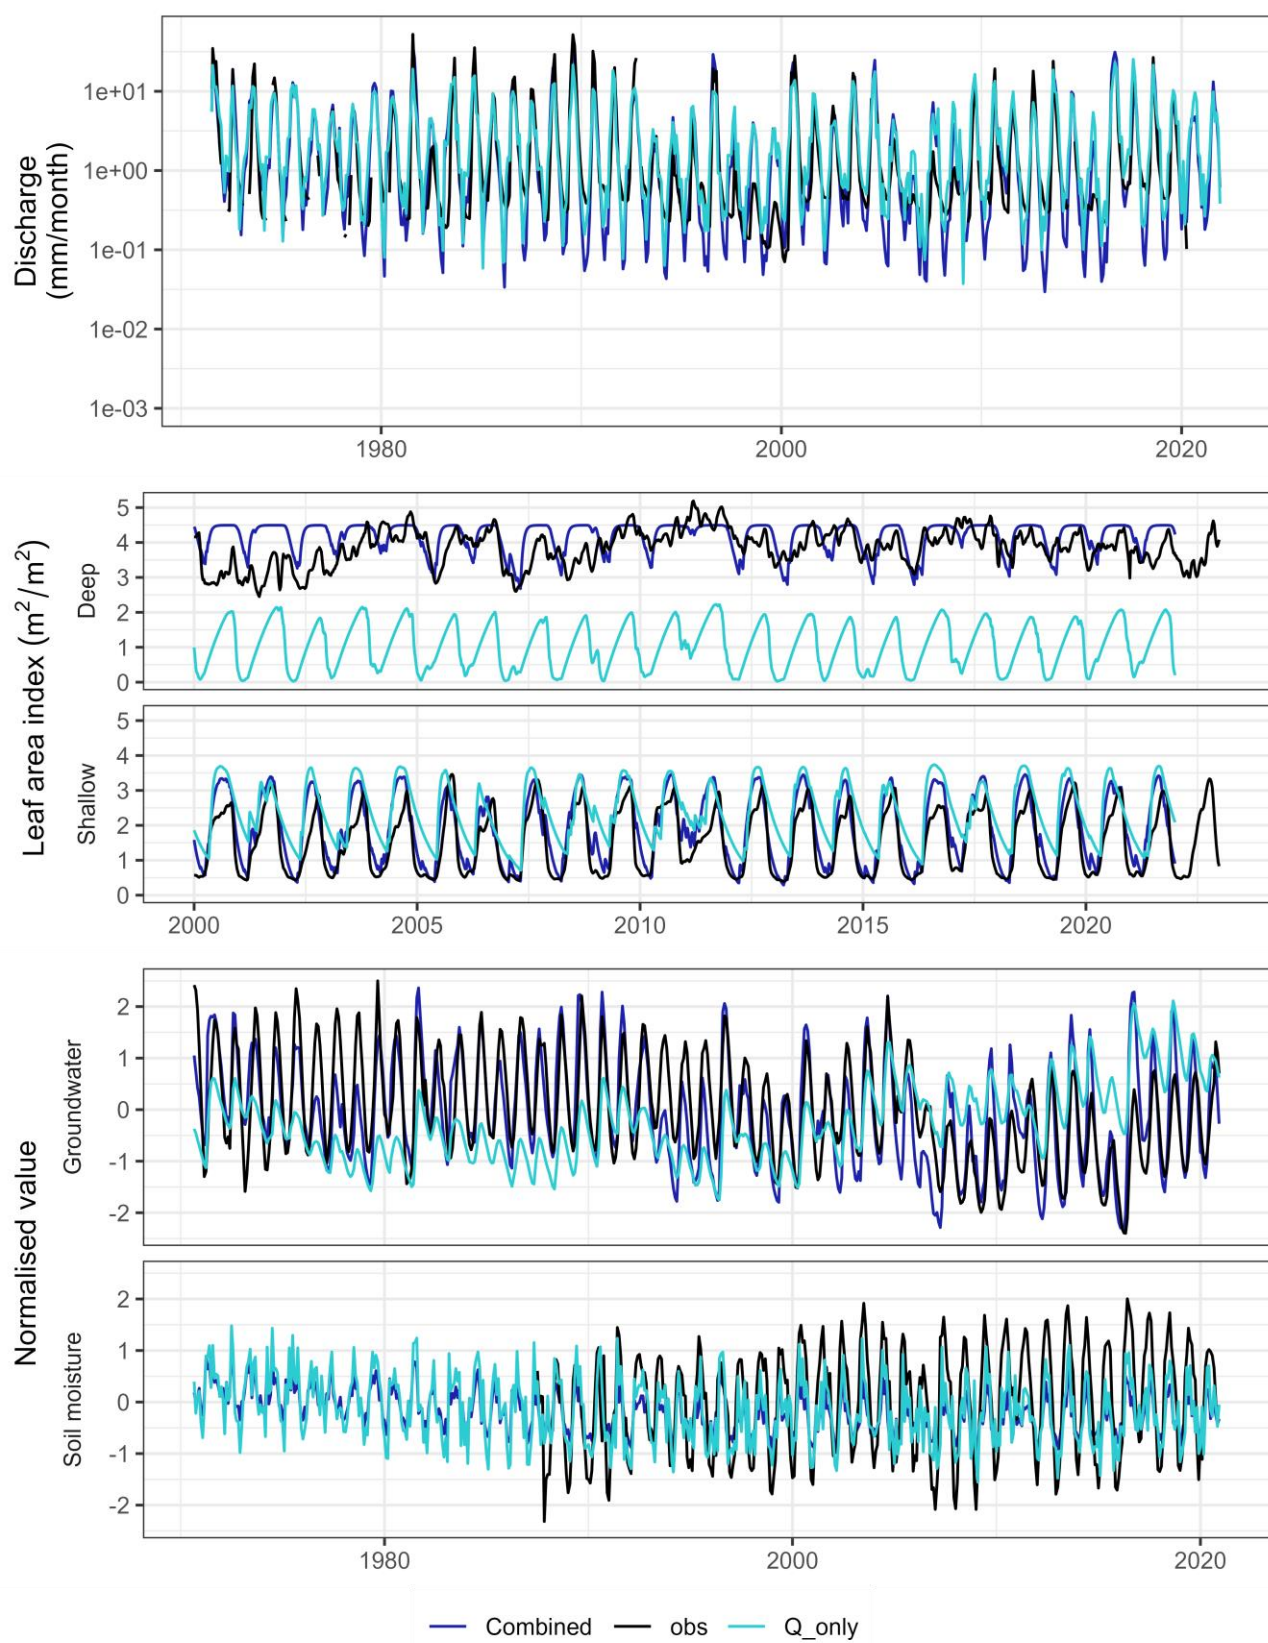 Discharge
(mm/month)
1e+01
1e+00
1e-01
1e-02
1e-03
1980 2000 2020
Leaf area index (m²/m²)
Deep
5
4
3
2
1
0
Shallow
5
4
3
2
1
0
2000 2005 2010 2015 2020
Normalised value
Groundwater
2
1
0
-1
-2
Soil moisture
2
1
0
-1
-2
1980 2000 2020
Combined obs Q_only